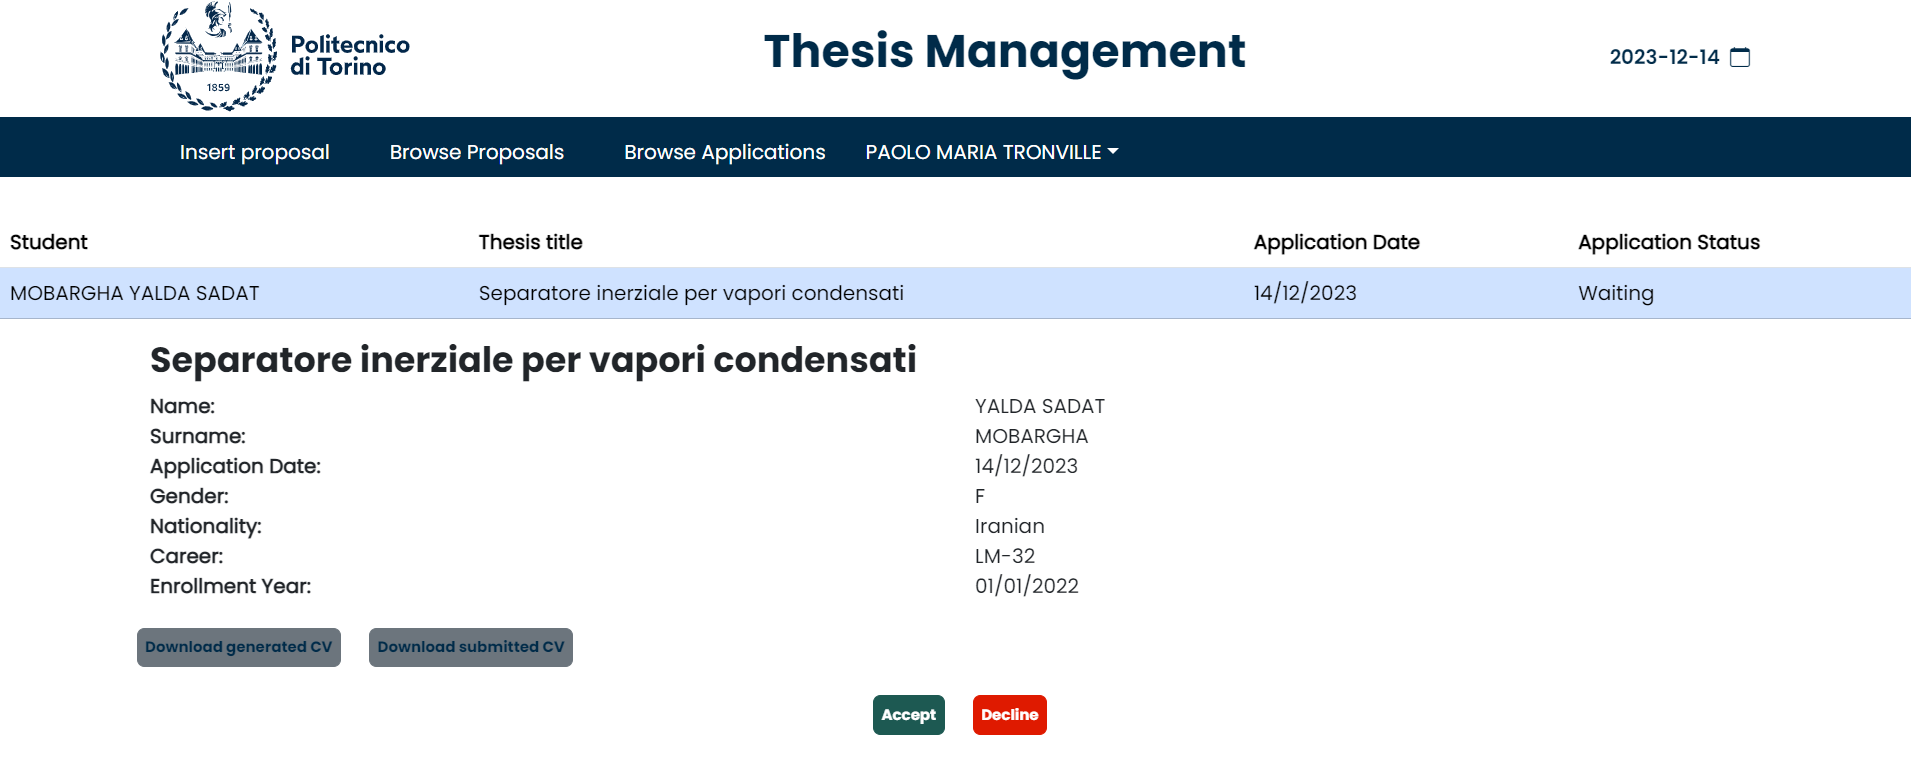 1859
Politecnico
di Torino
Thesis Management
2023-12-14
Insert proposal Browse Proposals Browse Applications PAOLO MARIA TRONVILLE
Student Thesis title Application Date Application Status
MOBARGHA YALDA SADAT Separatore inerziale per vapori condensati 14/12/2023 Waiting
Separatore inerziale per vapori condensati
Name: YALDA SADAT
Surname: MOBARGHA
Application Date: 14/12/2023
Gender: F
Nationality: Iranian
Career: LM-32
Enrollment Year: 01/01/2022
Download generated CV Download submitted CV
Accept Decline